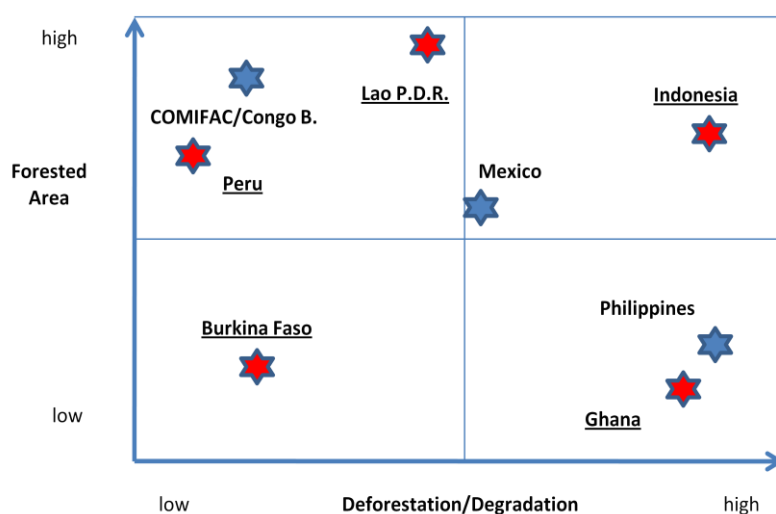 high
Lao P.D.R.
Indonesia
COMIFAC/Congo B.
Forested
Area
Peru
Mexico
Burkina Faso
Philippines
low
Ghana
low
Deforestation/Degradation
high